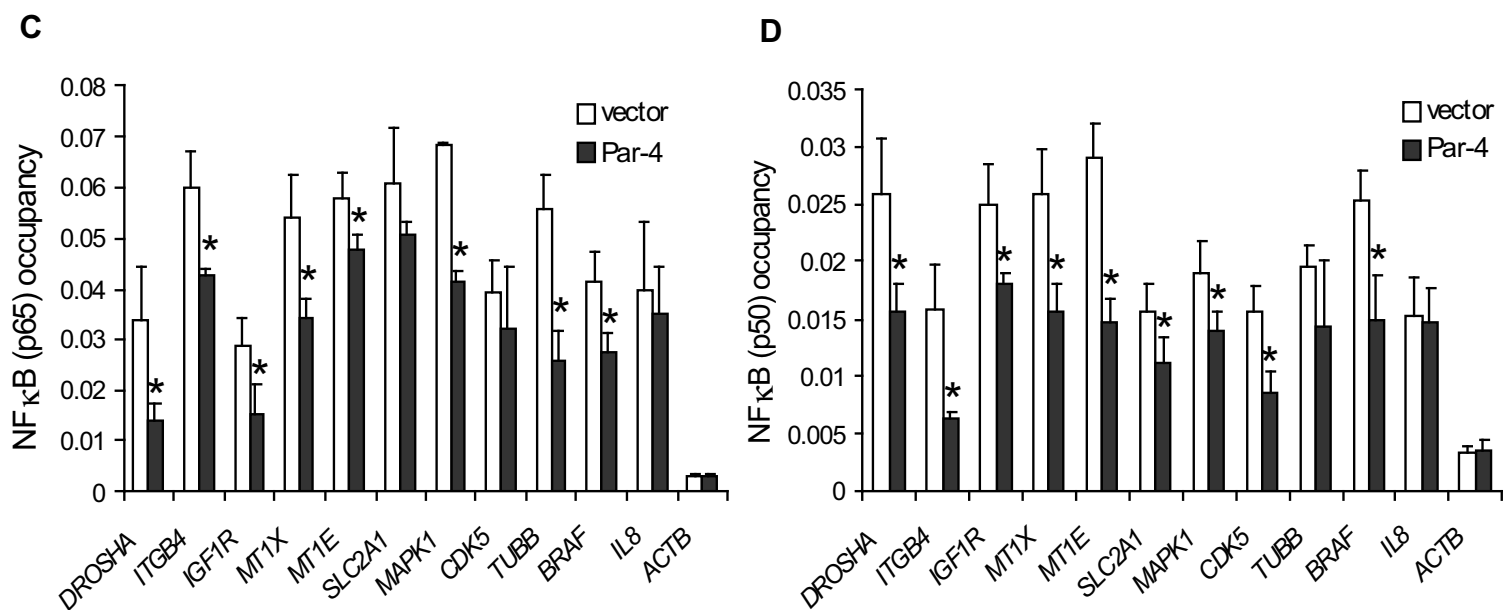 C
NFκB (p65) occupancy
0.08
0.07
0.06
0.05
0.04
0.03
0.02
0.01
0
vector
Par-4
*
*
*
*
*
*
*
*
DROSHA
ITGB4
IGF1R
MT1X
MT1E
SLC2A1
MAPK1
CDK5
TUBB
BRAF
IL8
ACTB
D
NFκB (p50) occupancy
0.035
0.03
0.025
0.02
0.015
0.01
0.005
0
vector
Par-4
*
*
*
*
*
*
*
*
*
DROSHA
ITGB4
IGF1R
MT1X
MT1E
SLC2A1
MAPK1
CDK5
TUBB
BRAF
IL8
ACTB